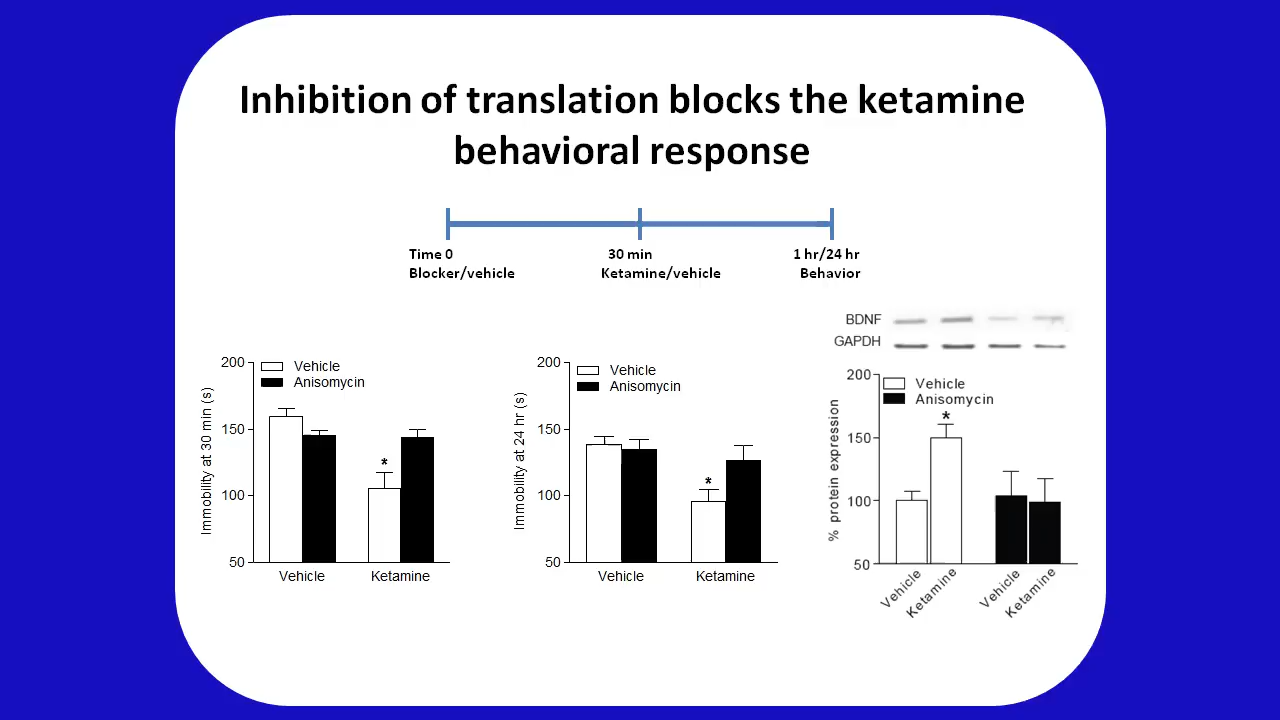 Inhibition of translation blocks the ketamine
behavioral response
Time 0
Blocker/vehicle
30 min
Ketamine/vehicle
1 hr/24 hr
Behavior
Immobility at 30 min (s)
200
150
100
50
Vehicle
Anisomycin
*
Vehicle
Ketamine
Immobility at 24 hr (s)
200
150
100
50
Vehicle
Anisomycin
*
Vehicle
Ketamine
BDNF
GAPDH
% protein expression
200
150
100
50
Vehicle
Anisomycin
*
Vehicle
Ketamine
Vehicle
Ketamine